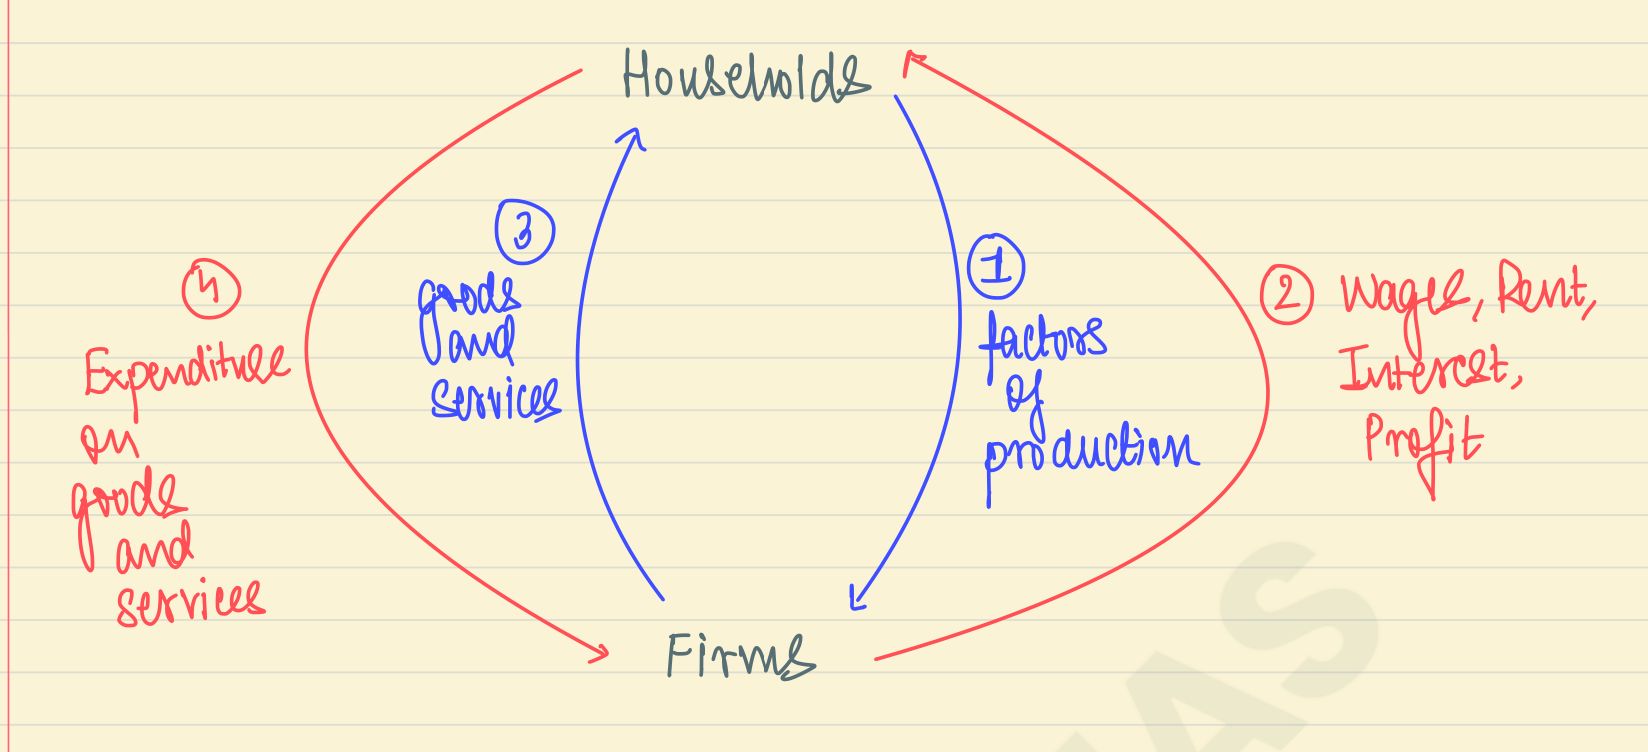 Households
3
goods
and
services
1
factors
of
production
4
Expenditure
on
goods
and
services
2 Wages, Rent,
Interest,
Profit
Firms
AS